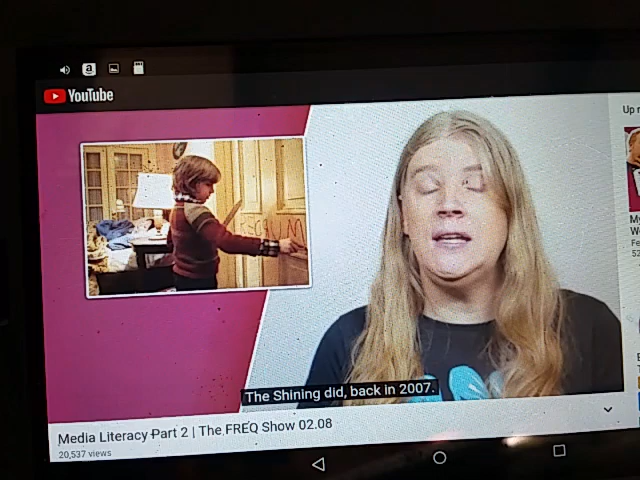 YouTube
Up
The Shining did, back in 2007.
Media Literacy Part 2 | The FREQ Show 02.08
20,537 views